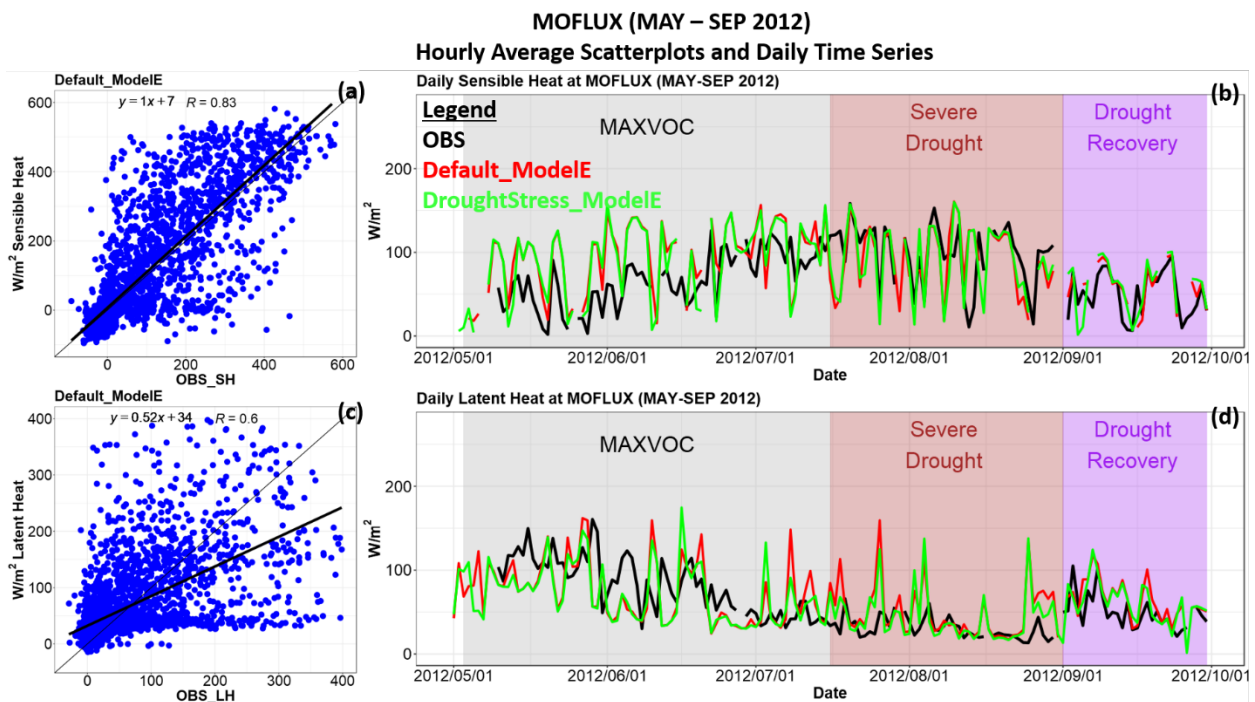 MOFLUX (MAY – SEP 2012)
Hourly Average Scatterplots and Daily Time Series
Default_ModelE
(a)
y = 1x + 7 R = 0.83
600
400
200
0
W/m² Sensible Heat
0 200 400 600
OBS_SH
Daily Sensible Heat at MOFLUX (MAY-SEP 2012)
(b)
Legend
OBS
Default_ModelE
DroughtStress_ModelE
MAXVOC
Severe
Drought
Drought
Recovery
200
100
0
W/m²
2012/05/01 2012/06/01 2012/07/01 2012/08/01 2012/09/01 2012/10/01
Date
Default_ModelE
(c)
y = 0.52x + 34 R = 0.6
400
300
200
100
0
W/m² Latent Heat
0 100 200 300 400
OBS_LH
Daily Latent Heat at MOFLUX (MAY-SEP 2012)
(d)
MAXVOC
Severe
Drought
Drought
Recovery
200
100
0
W/m²
2012/05/01 2012/06/01 2012/07/01 2012/08/01 2012/09/01 2012/10/01
Date